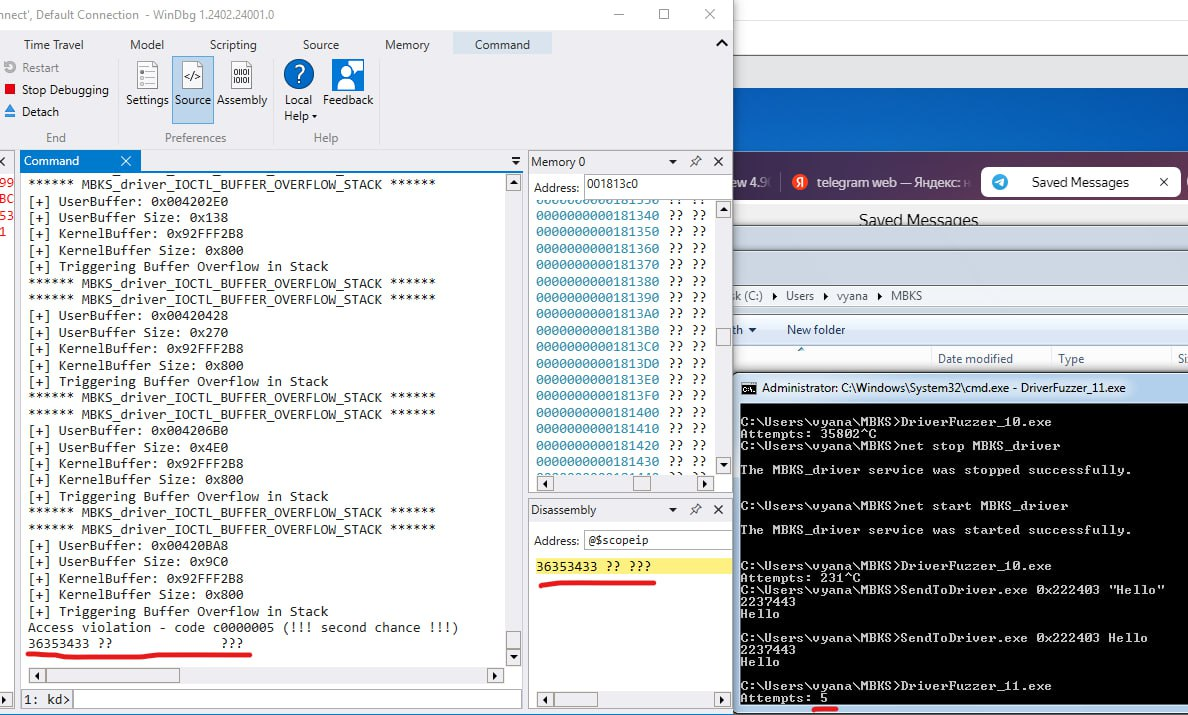 nnect', Default Connection - WinDbg 1.2402.24001.0
Time Travel Model Scripting Source Memory Command
Restart
Stop Debugging
Detach
Settings Source Assembly
Local Help
Feedback
End Preferences Help
99
BC
53
1
Command
****** MBKS_driver_IOCTL_BUFFER_OVERFLOW_STACK ******
[+] UserBuffer: 0x004202E0
[+] UserBuffer Size: 0x138
[+] KernelBuffer: 0x92FFF2B8
[+] KernelBuffer Size: 0x800
[+] Triggering Buffer Overflow in Stack
****** MBKS_driver_IOCTL_BUFFER_OVERFLOW_STACK ******
****** MBKS_driver_IOCTL_BUFFER_OVERFLOW_STACK ******
[+] UserBuffer: 0x00420428
[+] UserBuffer Size: 0x270
[+] KernelBuffer: 0x92FFF2B8
[+] KernelBuffer Size: 0x800
[+] Triggering Buffer Overflow in Stack
****** MBKS_driver_IOCTL_BUFFER_OVERFLOW_STACK ******
****** MBKS_driver_IOCTL_BUFFER_OVERFLOW_STACK ******
[+] UserBuffer: 0x004206B0
[+] UserBuffer Size: 0x4E0
[+] KernelBuffer: 0x92FFF2B8
[+] KernelBuffer Size: 0x800
[+] Triggering Buffer Overflow in Stack
****** MBKS_driver_IOCTL_BUFFER_OVERFLOW_STACK ******
****** MBKS_driver_IOCTL_BUFFER_OVERFLOW_STACK ******
[+] UserBuffer: 0x00420BA8
[+] UserBuffer Size: 0x9C0
[+] KernelBuffer: 0x92FFF2B8
[+] KernelBuffer Size: 0x800
[+] Triggering Buffer Overflow in Stack
Access violation - code c0000005 (!!! second chance !!!)
36353433 ?? ???
1: kd>
Memory 0
Address: 001813c0
0000000000181340 ?? ??
0000000000181350 ?? ??
0000000000181360 ?? ??
0000000000181370 ?? ??
0000000000181380 ?? ??
0000000000181390 ?? ??
00000000001813A0 ?? ??
00000000001813B0 ?? ??
00000000001813C0 ?? ??
00000000001813D0 ?? ??
00000000001813E0 ?? ??
00000000001813F0 ?? ??
0000000000181400 ?? ??
0000000000181410 ?? ??
0000000000181420 ?? ??
0000000000181430 ?? ??
Disassembly
Address: @$scopeip
36353433 ?? ???
ew 4.9 telegram web — Яндекс: н Saved Messages
Saved Messages
sk (C:) Users vyana MBKS
th New folder
Date modified Type Si
Administrator: C:\Windows\System32\cmd.exe - DriverFuzzer_11.exe
C:\Users\vyana\MBKS>DriverFuzzer_10.exe
Attempts: 35802^C
C:\Users\vyana\MBKS>net stop MBKS_driver
The MBKS_driver service was stopped successfully.
C:\Users\vyana\MBKS>net start MBKS_driver
The MBKS_driver service was started successfully.
C:\Users\vyana\MBKS>DriverFuzzer_10.exe
Attempts: 231^C
C:\Users\vyana\MBKS>SendToDriver.exe 0x222403 "Hello"
2237443
Hello
C:\Users\vyana\MBKS>SendToDriver.exe 0x222403 Hello
2237443
Hello
C:\Users\vyana\MBKS>DriverFuzzer_11.exe
Attempts: 5